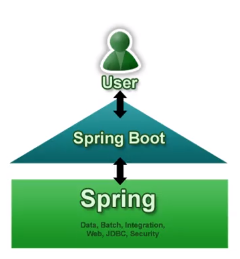 User
Spring Boot
Spring
Data, Batch, Integration,
Web, JDBC, Security